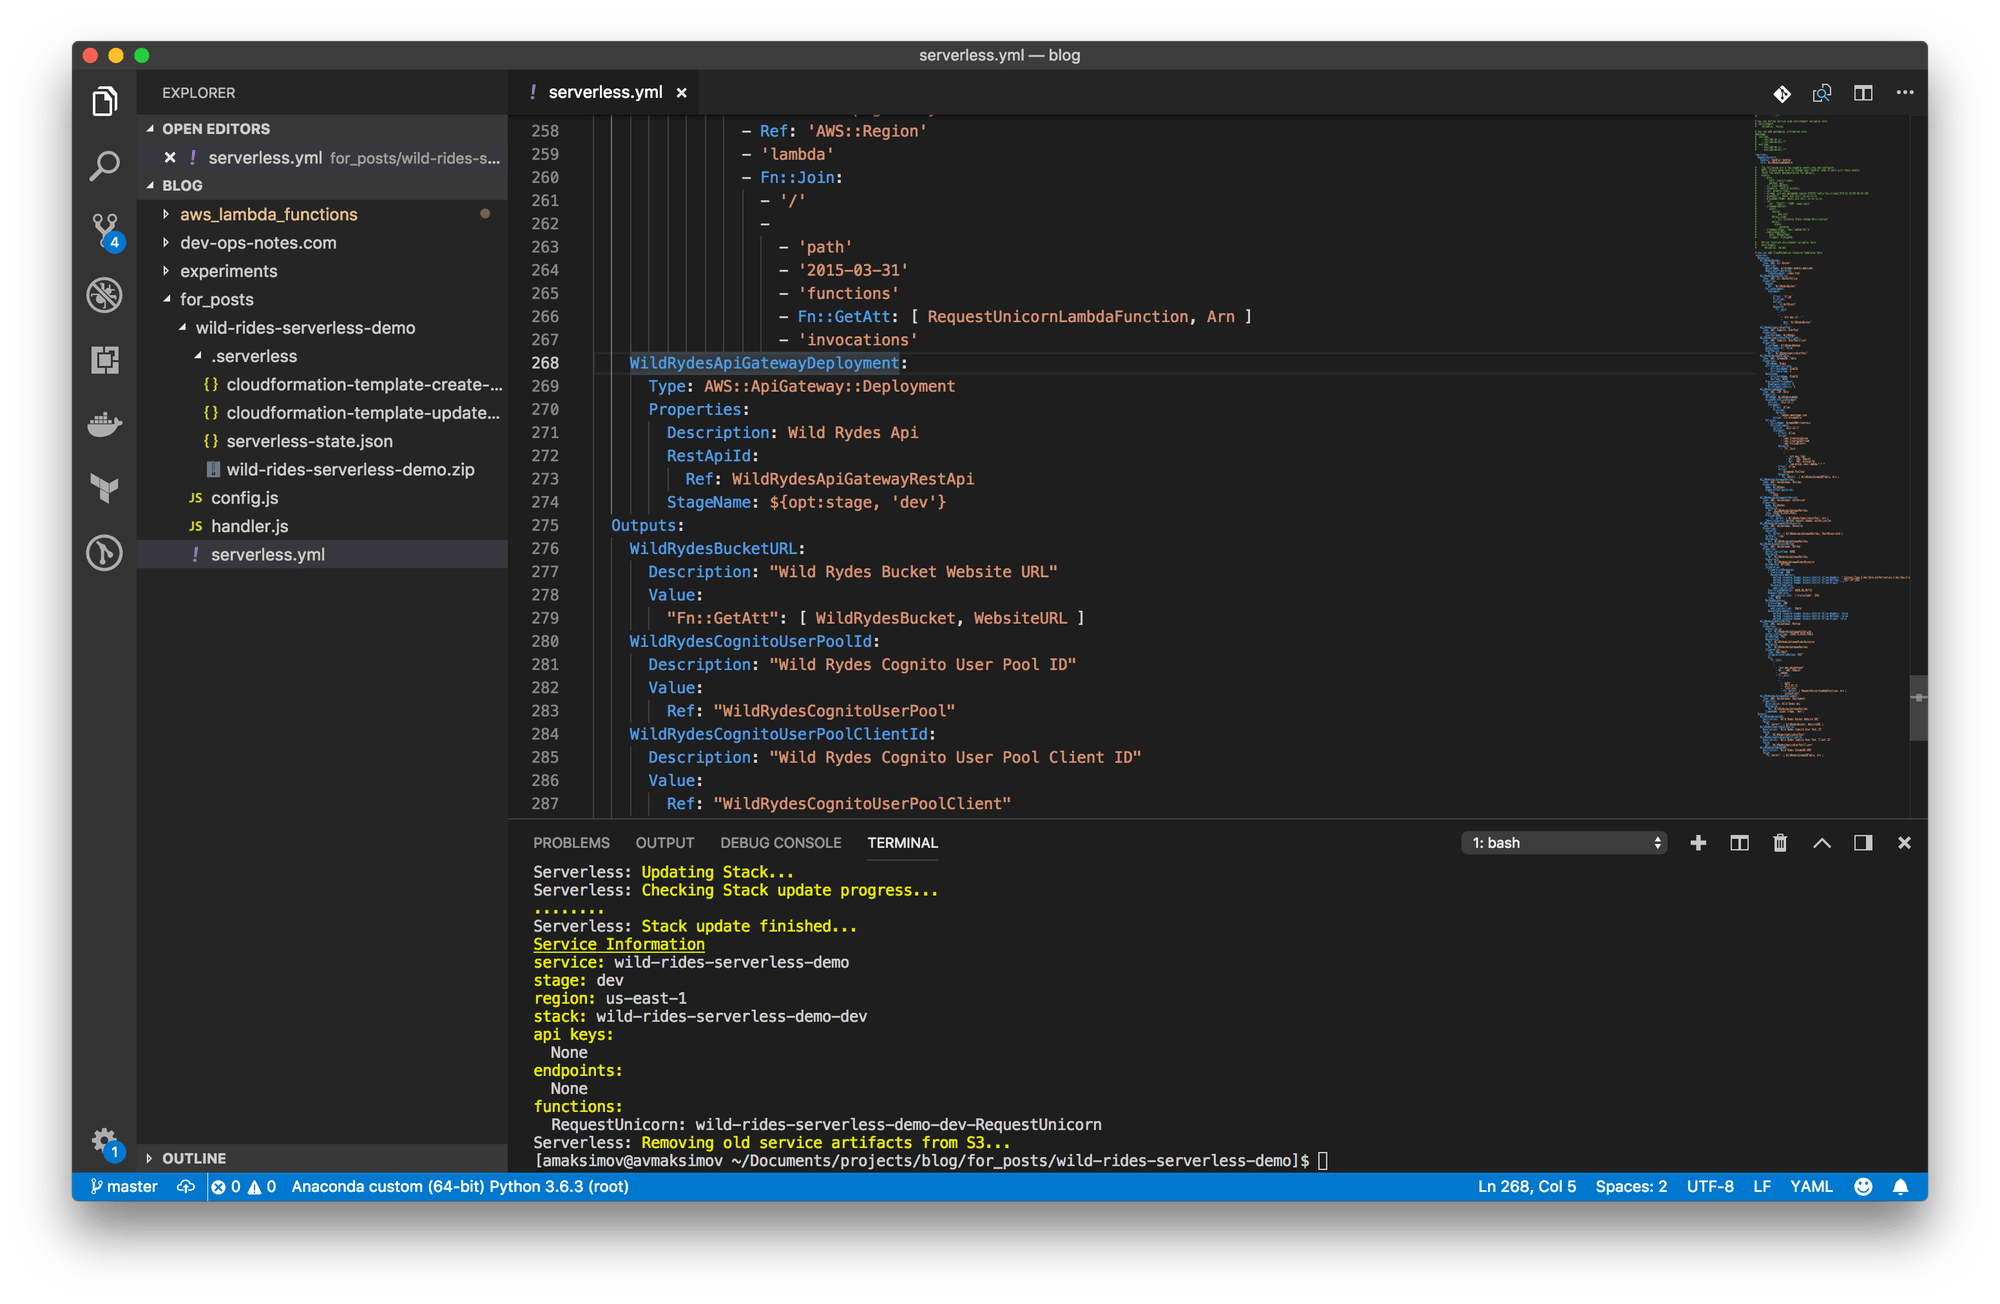 serverless.yml — blog
EXPLORER
OPEN EDITORS
serverless.yml for_posts/wild-rides-s...
BLOG
aws_lambda_functions
dev-ops-notes.com
experiments
for_posts
wild-rides-serverless-demo
.serverless
{} cloudformation-template-create-...
{} cloudformation-template-update...
{} serverless-state.json
wild-rides-serverless-demo.zip
JS config.js
JS handler.js
! serverless.yml
OUTLINE
4
1
! serverless.yml
258 - Ref: 'AWS::Region'
259 - 'lambda'
260 - Fn::Join:
261 - '/'
262 -
263 - 'path'
264 - '2015-03-31'
265 - 'functions'
266 - Fn::GetAtt: [ RequestUnicornLambdaFunction, Arn ]
267 - 'invocations'
268 WildRydesApiGatewayDeployment:
269 Type: AWS::ApiGateway::Deployment
270 Properties:
271 Description: Wild Rydes Api
272 RestApiId:
273 Ref: WildRydesApiGatewayRestApi
274 StageName: ${opt:stage, 'dev'}
275 Outputs:
276 WildRydesBucketURL:
277 Description: "Wild Rydes Bucket Website URL"
278 Value:
279 "Fn::GetAtt": [ WildRydesBucket, WebsiteURL ]
280 WildRydesCognitoUserPoolId:
281 Description: "Wild Rydes Cognito User Pool ID"
282 Value:
283 Ref: "WildRydesCognitoUserPool"
284 WildRydesCognitoUserPoolClientId:
285 Description: "Wild Rydes Cognito User Pool Client ID"
286 Value:
287 Ref: "WildRydesCognitoUserPoolClient"
PROBLEMS OUTPUT DEBUG CONSOLE TERMINAL 1: bash
Serverless: Updating Stack...
Serverless: Checking Stack update progress...
........
Serverless: Stack update finished...
Service Information
service: wild-rides-serverless-demo
stage: dev
region: us-east-1
stack: wild-rides-serverless-demo-dev
api keys:
None
endpoints:
None
functions:
RequestUnicorn: wild-rides-serverless-demo-dev-RequestUnicorn
Serverless: Removing old service artifacts from S3...
[amaksimov@avmaksimov ~/Documents/projects/blog/for_posts/wild-rides-serverless-demo]$
master 0 0 Anaconda custom (64-bit) Python 3.6.3 (root) Ln 268, Col 5 Spaces: 2 UTF-8 LF YAML